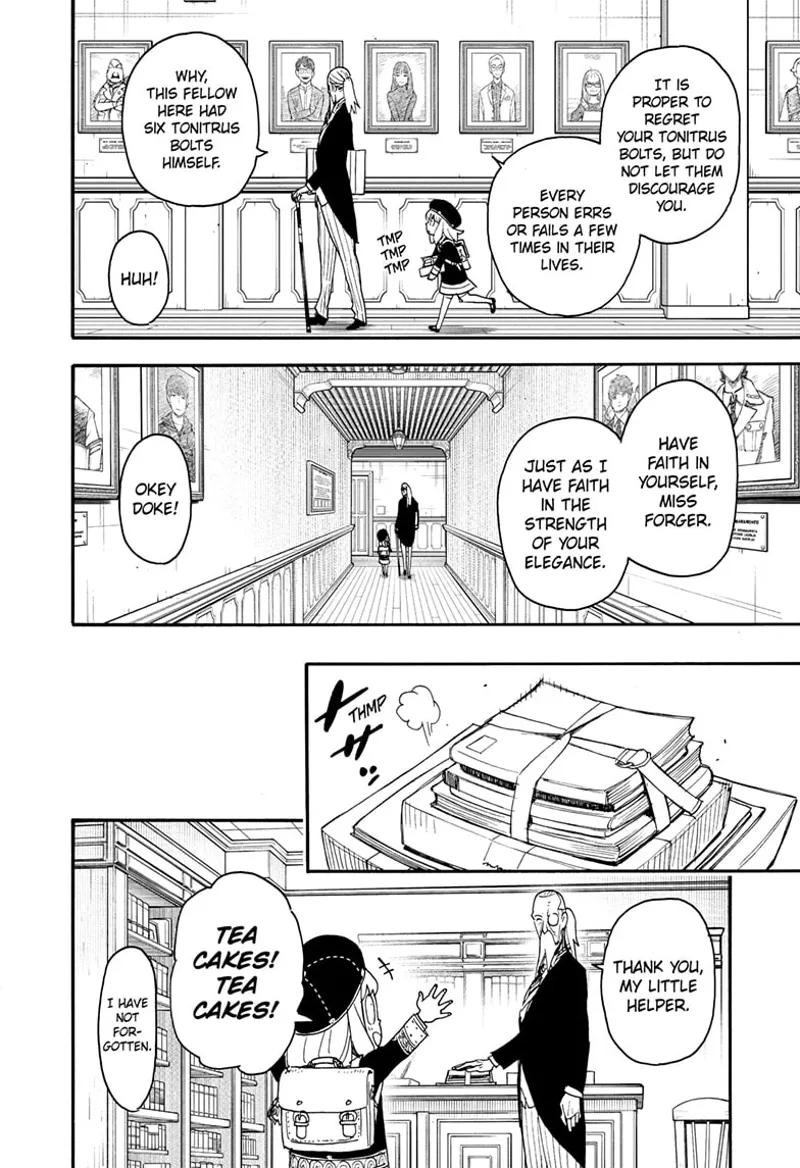 IT IS
PROPER TO
REGRET
YOUR TONITRUS
BOLTS, BUT DO
NOT LET THEM
DISCOURAGE
YOU.
EVERY
PERSON ERRS
OR FAILS A FEW
TIMES IN THEIR
LIVES.
TMP
TMP
TMP
WHY,
THIS FELLOW
HERE HAD
SIX TONITRUS
BOLTS
HIMSELF.
HUH!
HAVE
FAITH IN
YOURSELF,
MISS
FORGER.
JUST AS I
HAVE FAITH
IN THE
STRENGTH
OF YOUR
ELEGANCE.
OKEY
DOKE!
THMP
THANK YOU,
MY LITTLE
HELPER.
TEA
CAKES!
TEA
CAKES!
I HAVE
NOT
FOR-
GOTTEN.